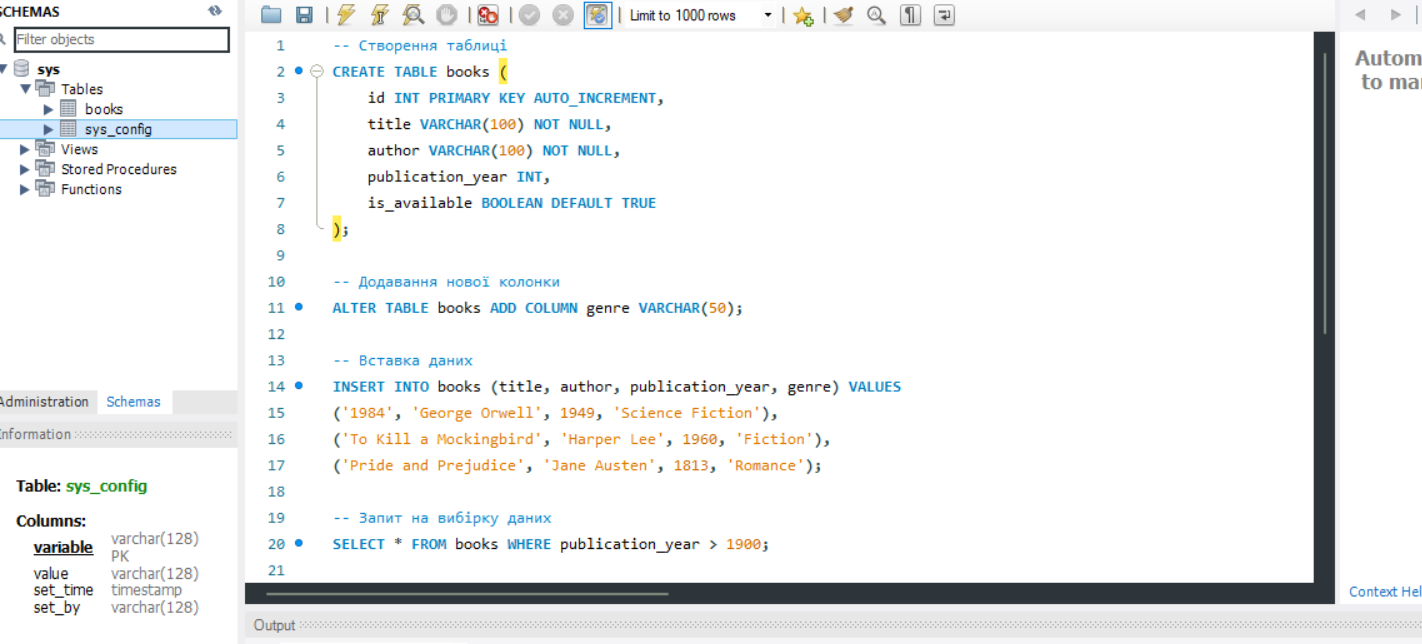 SCHEMAS
Filter objects
sys
Tables
books
sys_config
Views
Stored Procedures
Functions
Administration Schemas
Information
Table: sys_config
Columns:
variable varchar(128) PK
value varchar(128)
set_time timestamp
set_by varchar(128)
Limit to 1000 rows
1 -- Створення таблиці
2 CREATE TABLE books (
3 id INT PRIMARY KEY AUTO_INCREMENT,
4 title VARCHAR(100) NOT NULL,
5 author VARCHAR(100) NOT NULL,
6 publication_year INT,
7 is_available BOOLEAN DEFAULT TRUE
8 );
9
10 -- Додавання нової колонки
11 ALTER TABLE books ADD COLUMN genre VARCHAR(50);
12
13 -- Вставка даних
14 INSERT INTO books (title, author, publication_year, genre) VALUES
15 ('1984', 'George Orwell', 1949, 'Science Fiction'),
16 ('To Kill a Mockingbird', 'Harper Lee', 1960, 'Fiction'),
17 ('Pride and Prejudice', 'Jane Austen', 1813, 'Romance');
18
19 -- Запит на вибірку даних
20 SELECT * FROM books WHERE publication_year > 1900;
21
Output
Autom
to ma
Context Hel